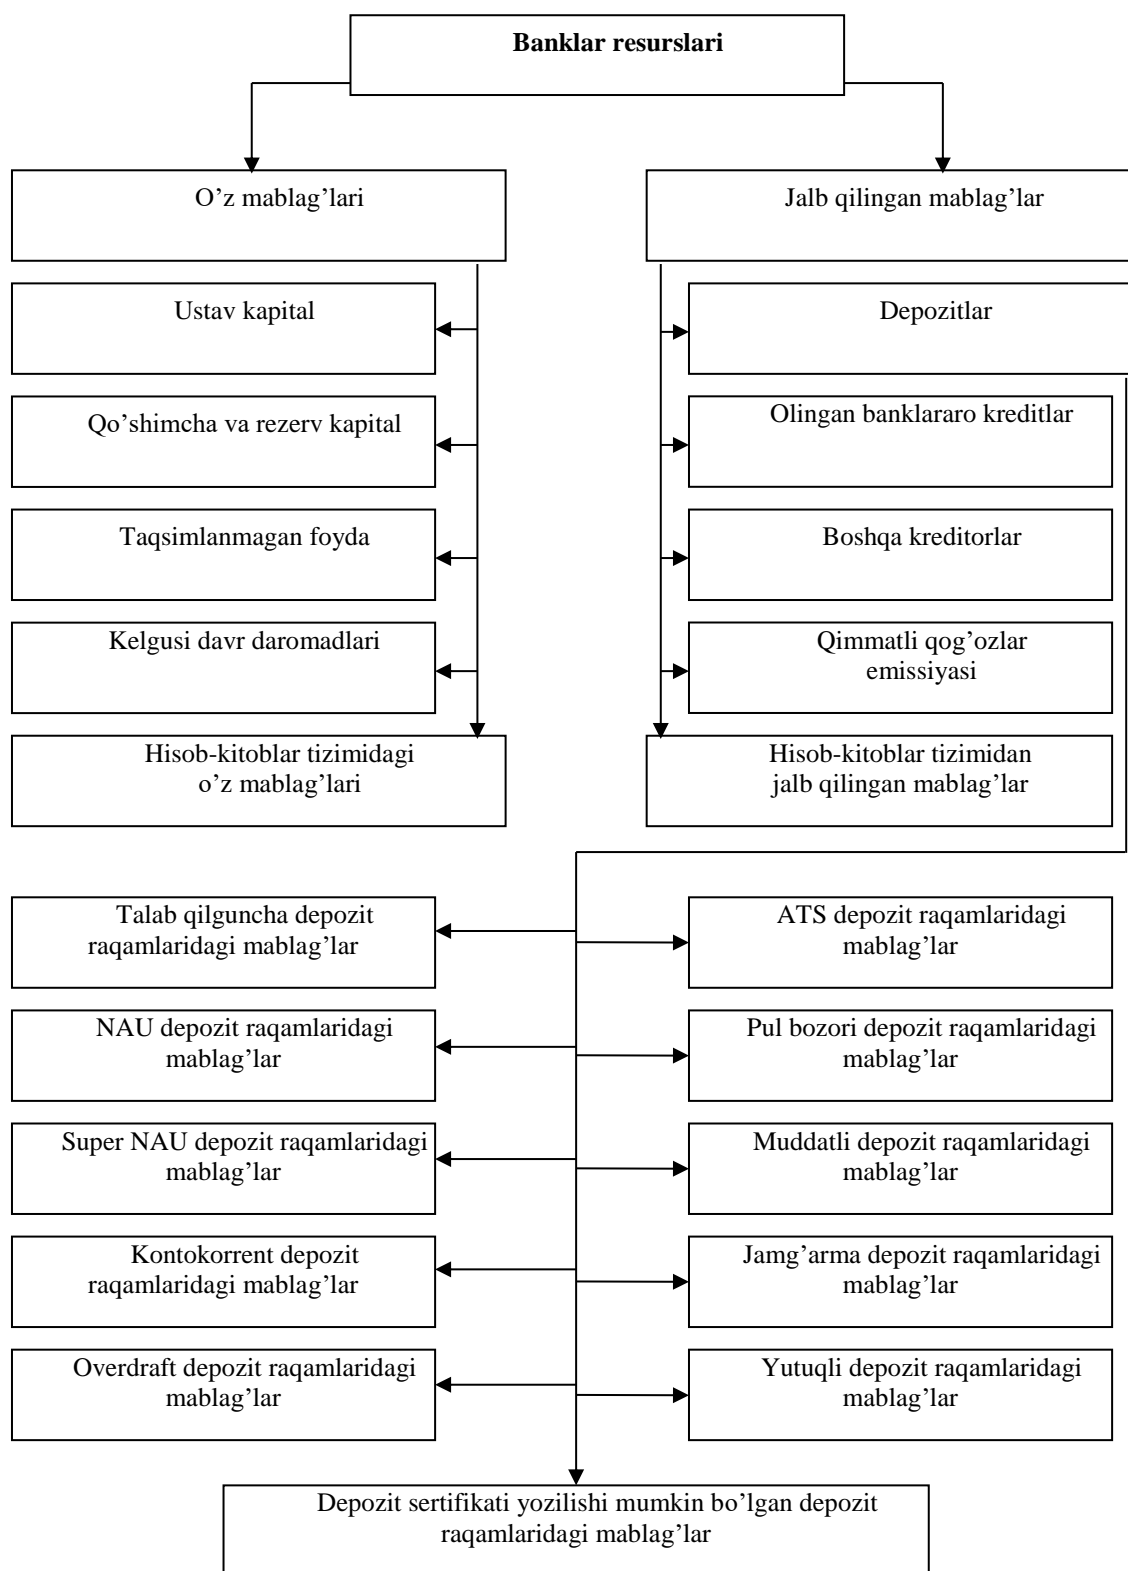 Banklar resurslari
O’z mablag’lari
Jalb qilingan mablag’lar
Ustav kapital
Depozitlar
Qo’shimcha va rezerv kapital
Olingan banklararo kreditlar
Taqsimlanmagan foyda
Boshqa kreditorlar
Kelgusi davr daromadlari
Qimmatli qog’ozlar
emissiyasi
Hisob-kitoblar tizimidagi
o’z mablag’lari
Hisob-kitoblar tizimidan
jalb qilingan mablag’lar
Talab qilguncha depozit
raqamlaridagi mablag’lar
ATS depozit raqamlaridagi
mablag’lar
NAU depozit raqamlaridagi
mablag’lar
Pul bozori depozit raqamlaridagi
mablag’lar
Super NAU depozit raqamlaridagi
mablag’lar
Muddatli depozit raqamlaridagi
mablag’lar
Kontokorrent depozit
raqamlaridagi mablag’lar
Jamg’arma depozit raqamlaridagi
mablag’lar
Overdraft depozit raqamlaridagi
mablag’lar
Yutuqli depozit raqamlaridagi
mablag’lar
Depozit sertifikati yozilishi mumkin bo’lgan depozit
raqamlaridagi mablag’lar